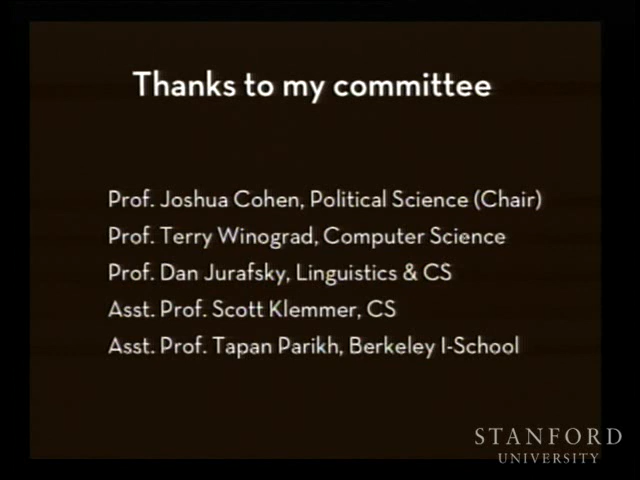 Thanks to my committee
Prof. Joshua Cohen, Political Science (Chair)
Prof. Terry Winograd, Computer Science
Prof. Dan Jurafsky, Linguistics & CS
Asst. Prof. Scott Klemmer, CS
Asst. Prof. Tapan Parikh, Berkeley I-School
STANFORD
UNIVERSITY